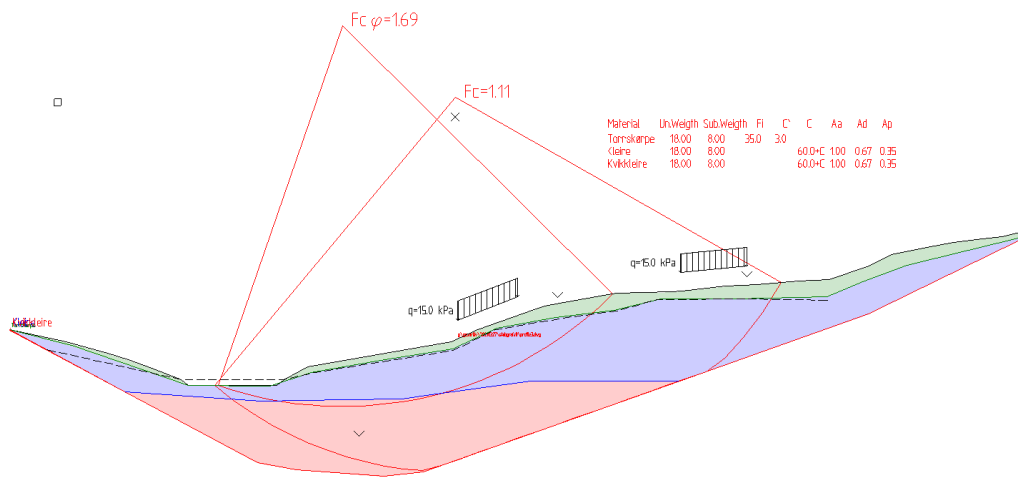 Fc φ=1.69
Fc=1.11
Material Un.Weigth Sub.Weigth Fi C' C Aa Ad Ap
Tørrskørpe 18.00 8.00 35.0 3.0
Kleire 18.00 8.00 60.0+C 1.00 0.67 0.35
Kvikkleire 18.00 8.00 60.0+C 1.00 0.67 0.35
q=15.0 kPa
q=15.0 kPa
Kvikkleire